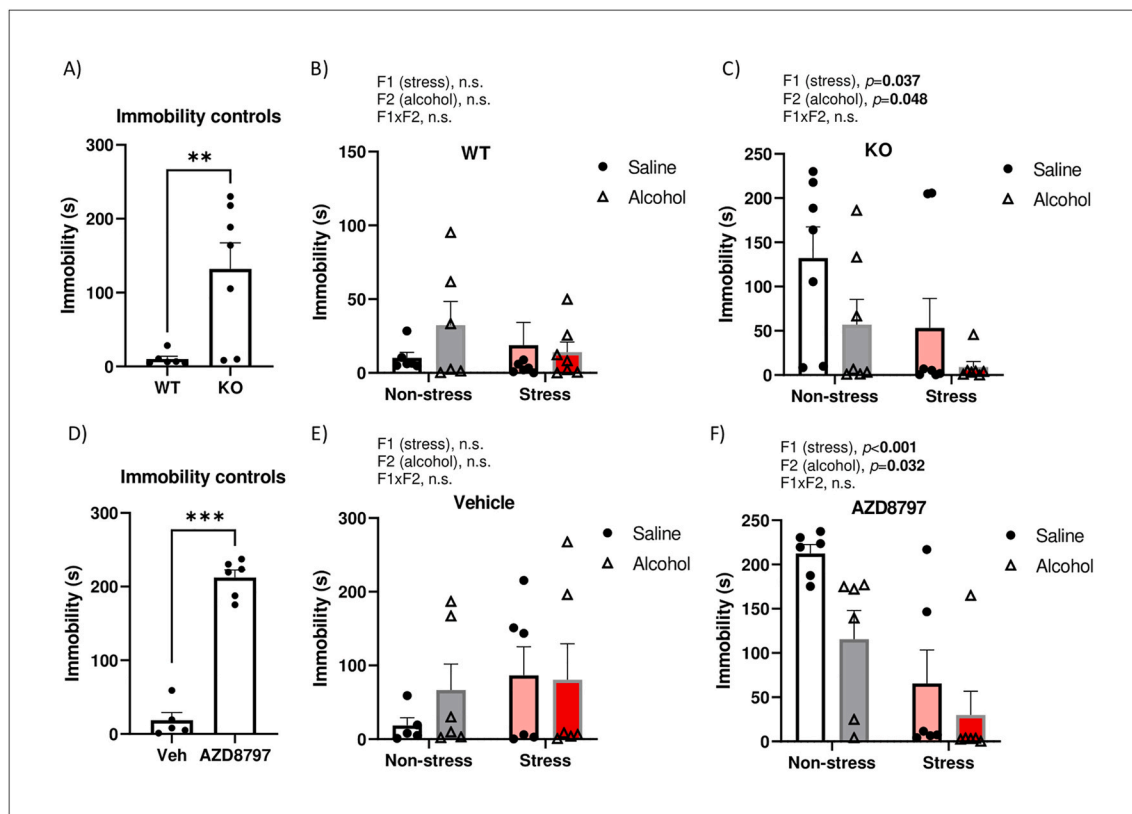 A)
Immobility controls
**
Immobility (s)
300
200
100
0
WT KO
B)
F1 (stress), n.s.
F2 (alcohol), n.s.
F1xF2, n.s.
WT
Saline
Alcohol
Immobility (s)
150
100
50
0
Non-stress Stress
C)
F1 (stress), p=0.037
F2 (alcohol), p=0.048
F1xF2, n.s.
KO
Saline
Alcohol
Immobility (s)
250
200
150
100
50
0
Non-stress Stress
D)
Immobility controls
***
Immobility (s)
300
200
100
0
Veh AZD8797
E)
F1 (stress), n.s.
F2 (alcohol), n.s.
F1xF2, n.s.
Vehicle
Saline
Alcohol
Immobility (s)
300
200
100
0
Non-stress Stress
F)
F1 (stress), p<0.001
F2 (alcohol), p=0.032
F1xF2, n.s.
AZD8797
Saline
Alcohol
Immobility (s)
250
200
150
100
50
0
Non-stress Stress